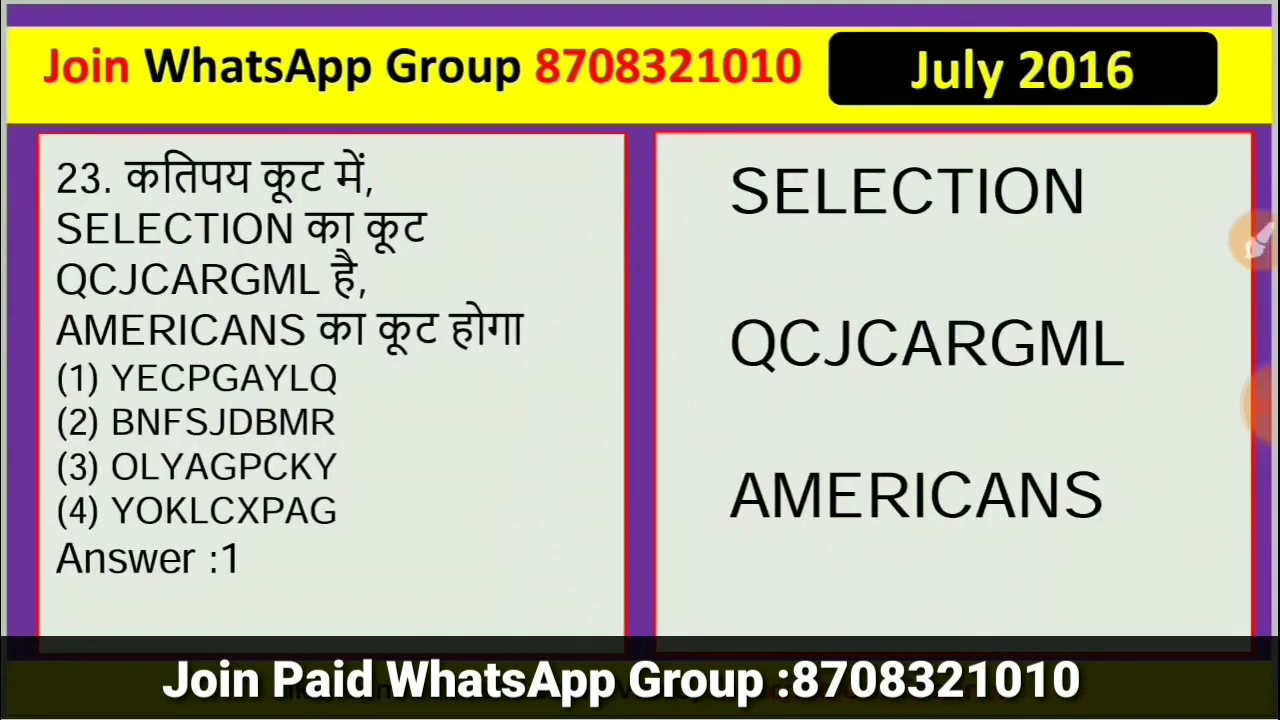 Join WhatsApp Group 8708321010
July 2016
23. कतिपय कूट में,
SELECTION का कूट
QCJCARGML है,
AMERICANS का कूट होगा
(1) YECPGAYLQ
(2) BNFSJDBMR
(3) OLYAGPCKY
(4) YOKLCXPAG
Answer :1
SELECTION
QCJCARGML
AMERICANS
Join Paid WhatsApp Group :8708321010